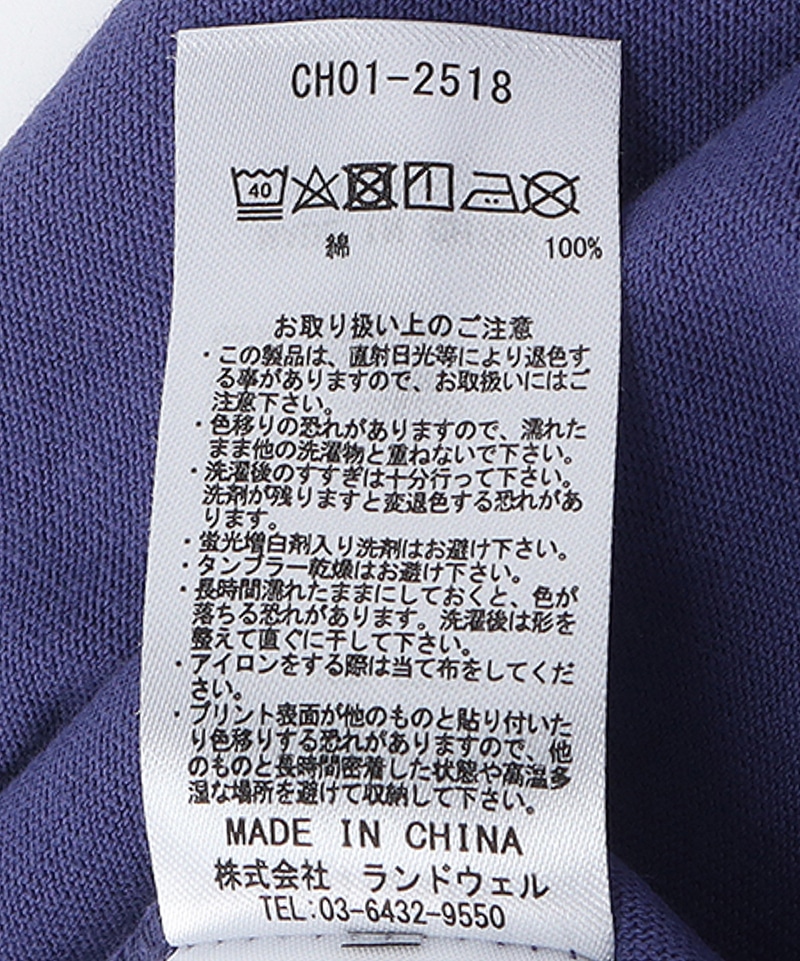 CH01-2518
40
綿 100%
お取り扱い上のご注意
・この製品は、直射日光等により退色す
る事がありますので、お取扱いにはご
注意下さい。
・色移りの恐れがありますので、濡れた
まま他の洗濯物と重ねないで下さい。
・洗濯後のすすぎは十分行って下さい。
洗剤が残りますと変退色する恐れがあ
ります。
・蛍光増白剤入り洗剤はお避け下さい。
・タンブラー乾燥はお避け下さい。
・長時間濡れたままにしておくと、色が
落ちる恐れがあります。洗濯後は形を
整えて直ぐに干して下さい。
・アイロンをする際は当て布をしてくだ
さい。
・プリント表面が他のものと貼り付いた
り色移りする恐れがありますので、他
のものと長時間密着した状態や高温多
湿な場所を避けて収納して下さい。
MADE IN CHINA
株式会社 ランドウェル
TEL:03-6432-9550